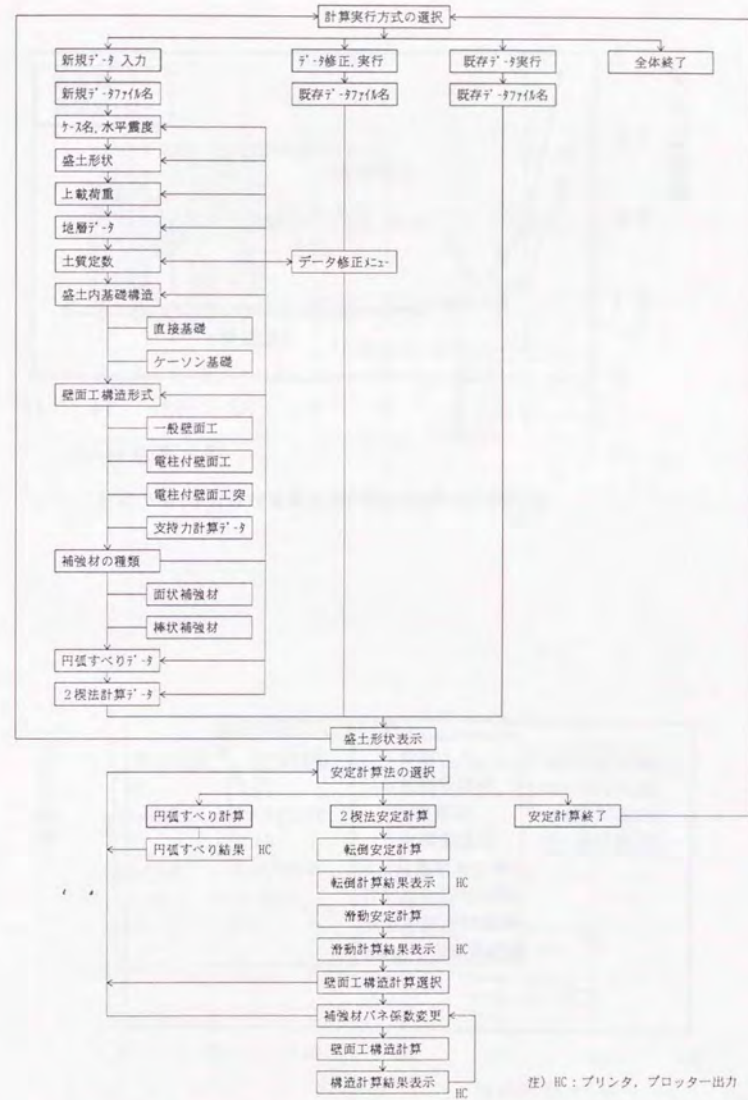 計算実行方式の選択
新規データ 入力
データ修正,実行
既存データ実行
全体終了
新規データファイル名
既存データファイル名
既存データファイル名
ケース名,水平震度
盛土形状
上載荷重
地層データ
土質定数
データ修正メニュー
盛土内基礎構造
直接基礎
ケーソン基礎
壁面工構造形式
一般壁面工
電柱付壁面工
電柱付壁面工突
支持力計算データ
補強材の種類
面状補強材
棒状補強材
円弧すべりデータ
2楔法計算データ
盛土形状表示
安定計算法の選択
円弧すべり計算
2楔法安定計算
安定計算終了
円弧すべり結果 HC
転倒安定計算
転倒計算結果表示 HC
滑動安定計算
滑動計算結果表示 HC
壁面工構造計算選択
補強材バネ係数変更
壁面工構造計算
構造計算結果表示 HC
注) HC:プリンタ,プロッター出力